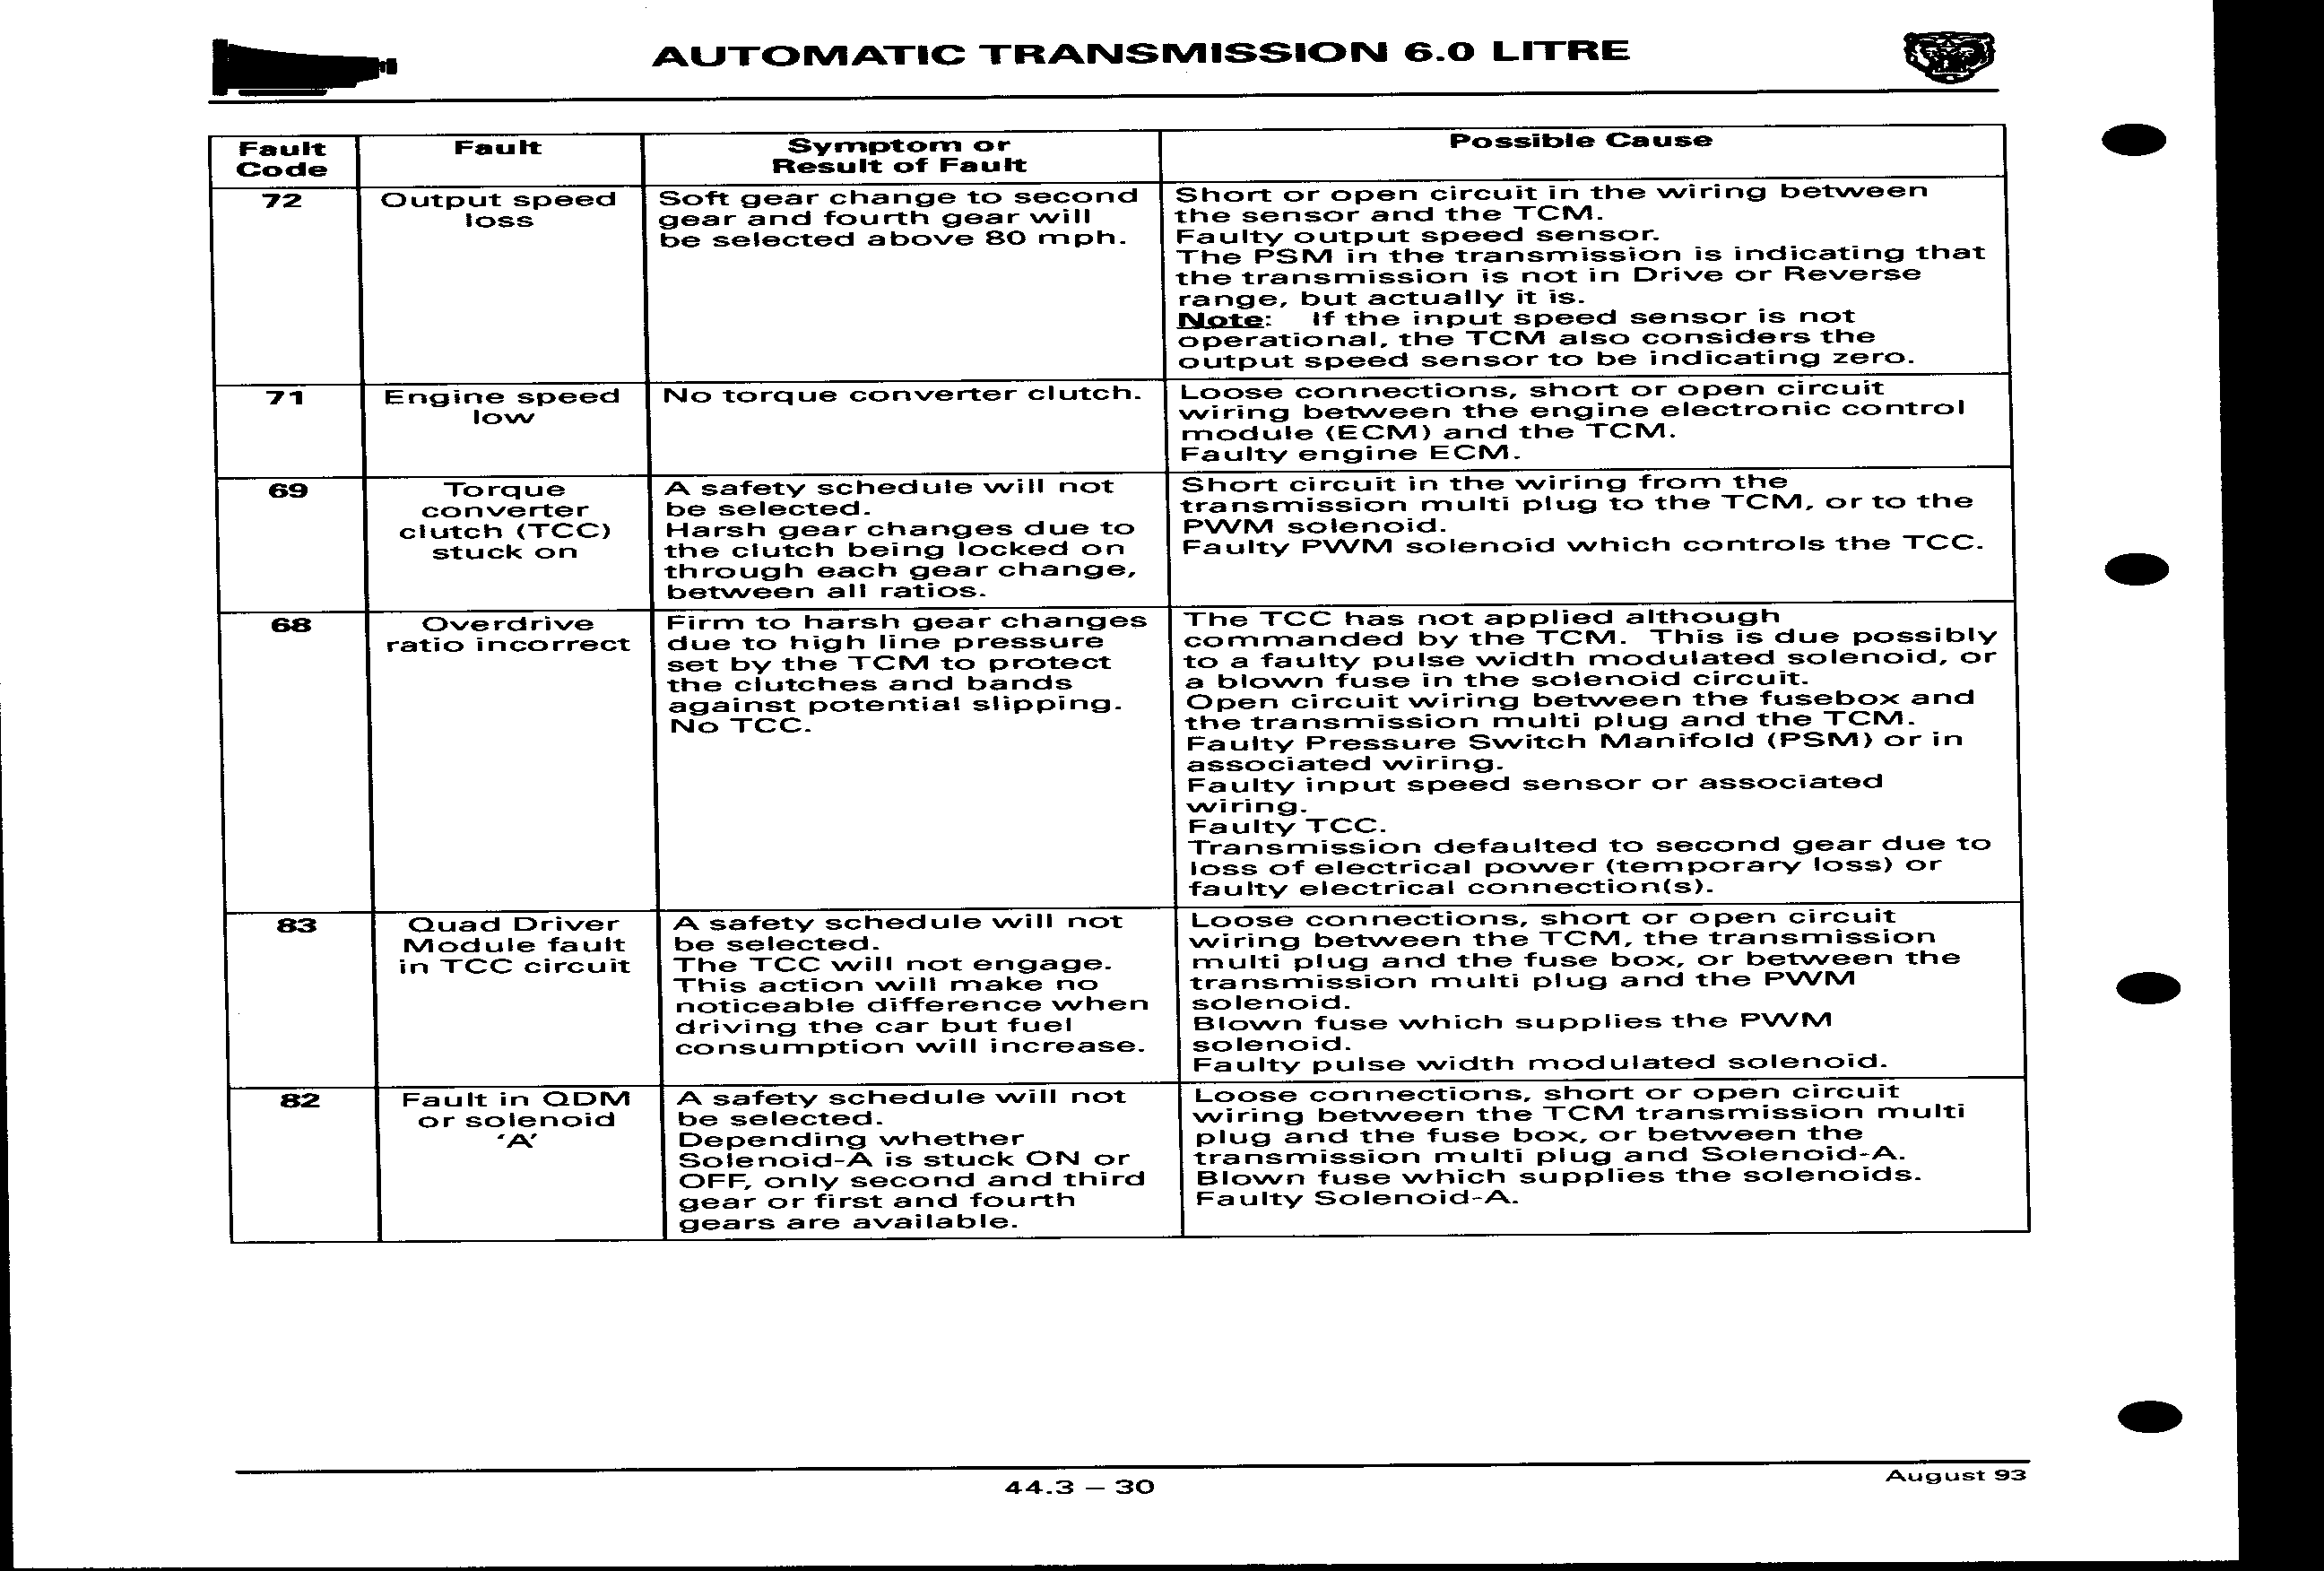 AUTOMATIC TRANSMISSION 6.0 LITRE
Fault
Code
Fault
Symptom or
Result of Fault
Possible Cause
72
Output speed
loss
Soft gear change to second
gear and fourth gear will
be selected above 80 mph.
Short or open circuit in the wiring between
the sensor and the TCM.
Faulty output speed sensor.
The PSM in the transmission is indicating that
the transmission is not in Drive or Reverse
range, but actually it is.
Note: If the input speed sensor is not
operational, the TCM also considers the
output speed sensor to be indicating zero.
71
Engine speed
low
No torque converter clutch.
Loose connections, short or open circuit
wiring between the engine electronic control
module (ECM) and the TCM.
Faulty engine ECM.
69
Torque
converter
clutch (TCC)
stuck on
A safety schedule will not
be selected.
Harsh gear changes due to
the clutch being locked on
through each gear change,
between all ratios.
Short circuit in the wiring from the
transmission multi plug to the TCM, or to the
PWM solenoid.
Faulty PWM solenoid which controls the TCC.
68
Overdrive
ratio incorrect
Firm to harsh gear changes
due to high line pressure
set by the TCM to protect
the clutches and bands
against potential slipping.
No TCC.
The TCC has not applied although
commanded by the TCM. This is due possibly
to a faulty pulse width modulated solenoid, or
a blown fuse in the solenoid circuit.
Open circuit wiring between the fusebox and
the transmission multi plug and the TCM.
Faulty Pressure Switch Manifold (PSM) or in
associated wiring.
Faulty input speed sensor or associated
wiring.
Faulty TCC.
Transmission defaulted to second gear due to
loss of electrical power (temporary loss) or
faulty electrical connection(s).
83
Quad Driver
Module fault
in TCC circuit
A safety schedule will not
be selected.
The TCC will not engage.
This action will make no
noticeable difference when
driving the car but fuel
consumption will increase.
Loose connections, short or open circuit
wiring between the TCM, the transmission
multi plug and the fuse box, or between the
transmission multi plug and the PWM
solenoid.
Blown fuse which supplies the PWM
solenoid.
Faulty pulse width modulated solenoid.
82
Fault in QDM
or solenoid
'A'
A safety schedule will not
be selected.
Depending whether
Solenoid-A is stuck ON or
OFF, only second and third
gear or first and fourth
gears are available.
Loose connections, short or open circuit
wiring between the TCM transmission multi
plug and the fuse box, or between the
transmission multi plug and Solenoid-A.
Blown fuse which supplies the solenoids.
Faulty Solenoid-A.
44.3 – 30
August 93